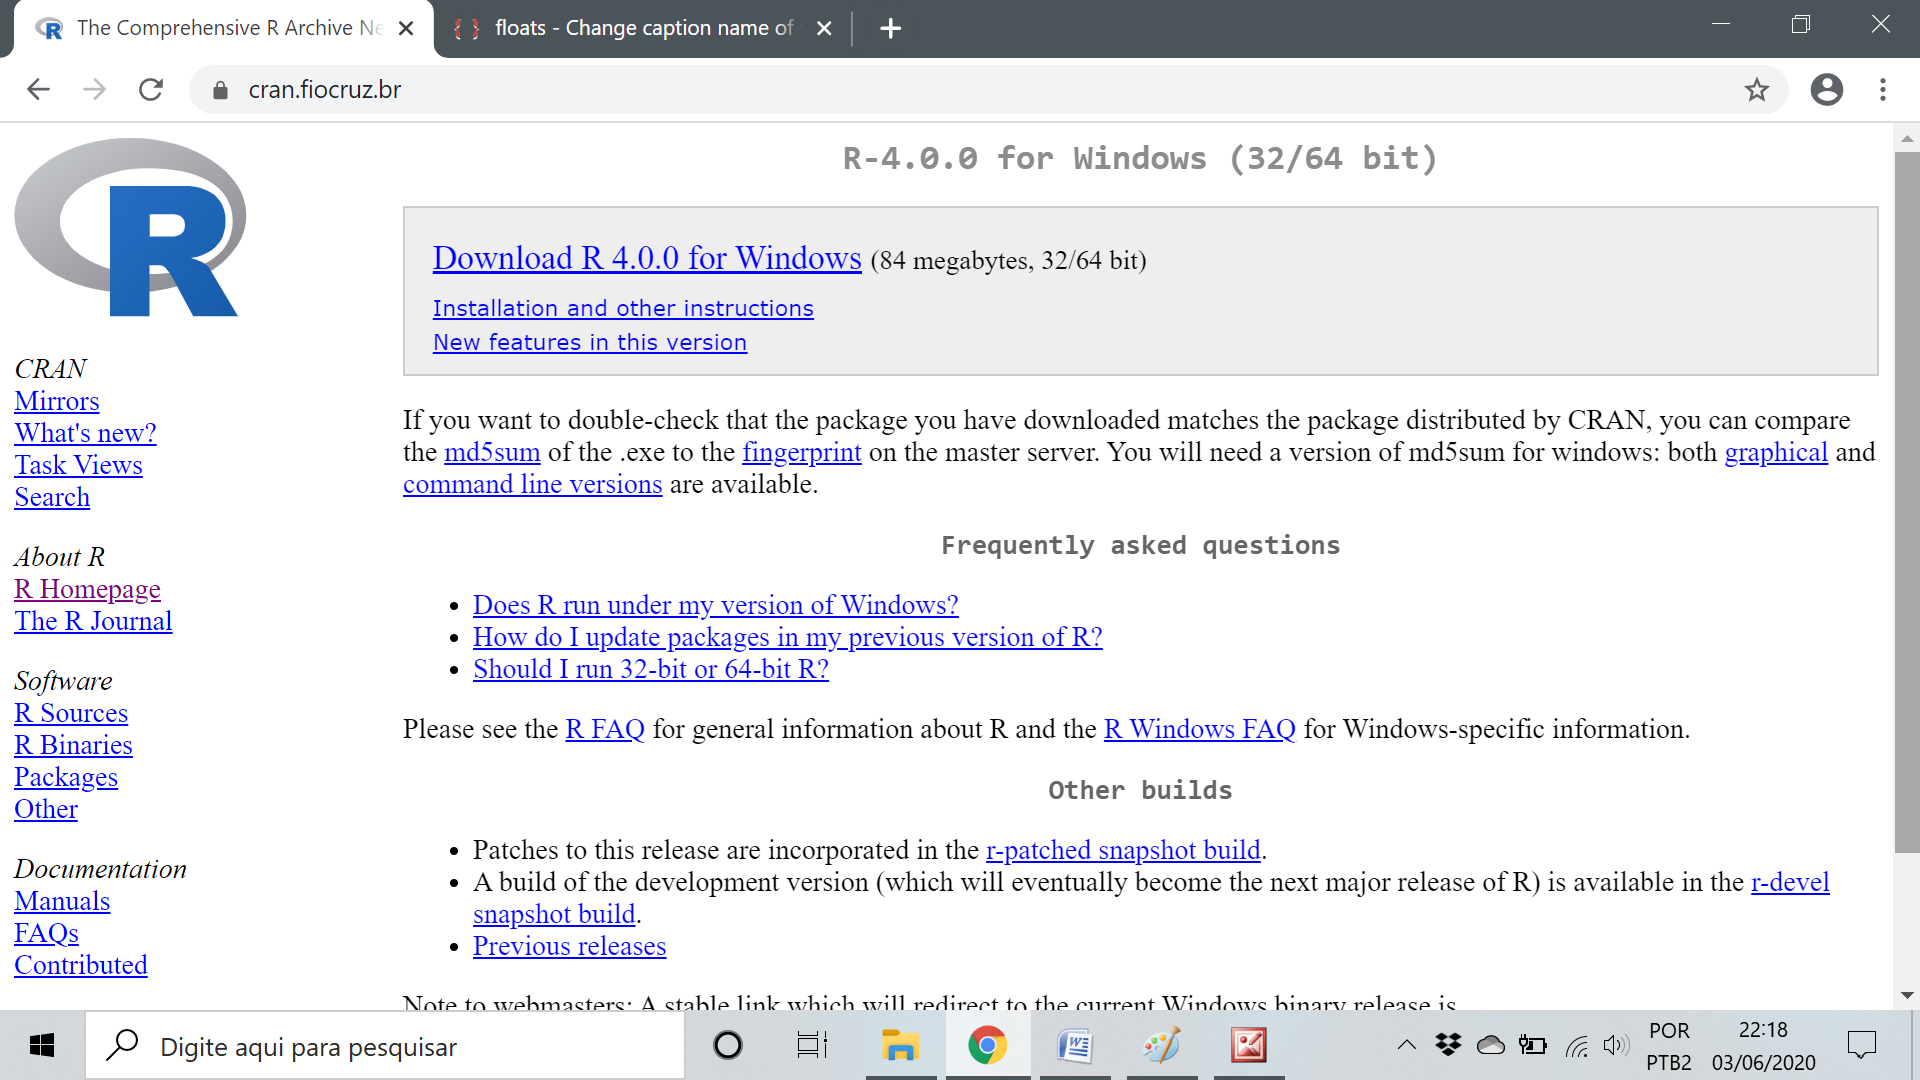 The Comprehensive R Archive Ne
floats - Change caption name of
cran.fiocruz.br
R
CRAN
Mirrors
What's new?
Task Views
Search
About R
R Homepage
The R Journal
Software
R Sources
R Binaries
Packages
Other
Documentation
Manuals
FAQs
Contributed
R-4.0.0 for Windows (32/64 bit)
Download R 4.0.0 for Windows (84 megabytes, 32/64 bit)
Installation and other instructions
New features in this version
If you want to double-check that the package you have downloaded matches the package distributed by CRAN, you can compare
the md5sum of the .exe to the fingerprint on the master server. You will need a version of md5sum for windows: both graphical and
command line versions are available.
Frequently asked questions
• Does R run under my version of Windows?
• How do I update packages in my previous version of R?
• Should I run 32-bit or 64-bit R?
Please see the R FAQ for general information about R and the R Windows FAQ for Windows-specific information.
Other builds
• Patches to this release are incorporated in the r-patched snapshot build.
• A build of the development version (which will eventually become the next major release of R) is available in the r-devel
snapshot build.
• Previous releases
Note to webmasters: A stable link which will redirect to the current Windows binary release is
Digite aqui para pesquisar
POR
PTB2
22:18
03/06/2020